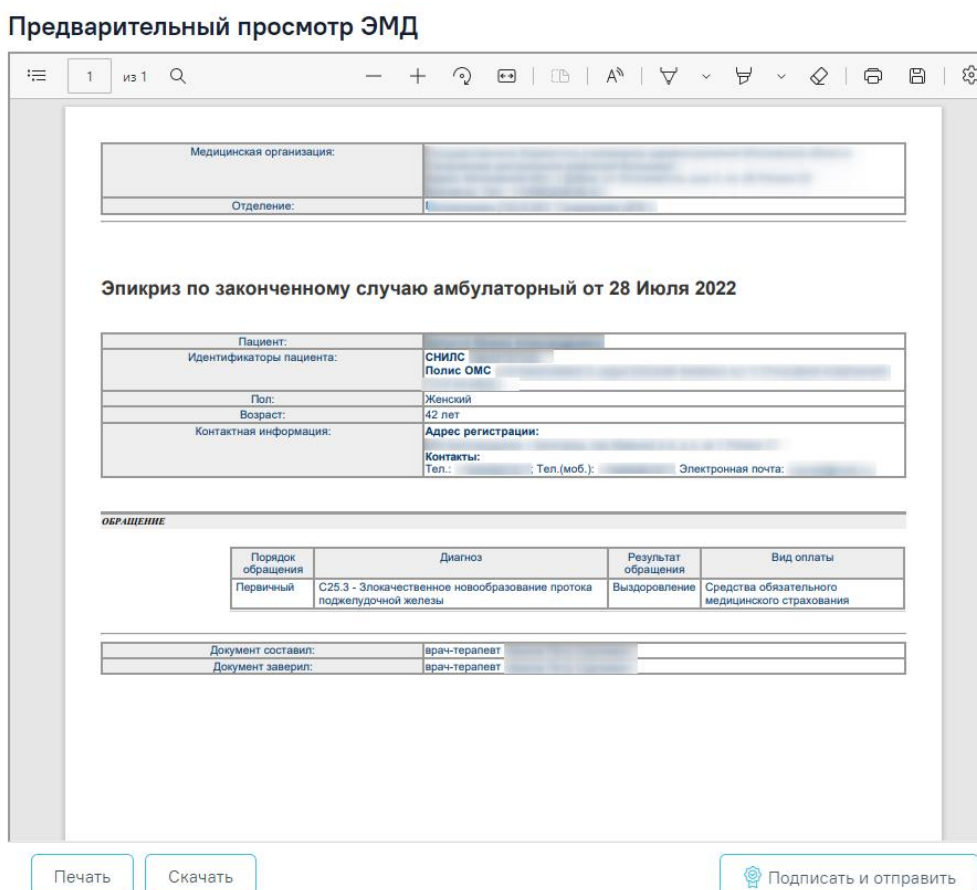 Предварительный просмотр ЭМД
1 из 1
Медицинская организация:
Отделение:
Эпикриз по законченному случаю амбулаторный от 28 Июля 2022
Пациент:
Идентификаторы пациента: СНИЛС
Полис ОМС
Пол: Женский
Возраст: 42 лет
Контактная информация: Адрес регистрации:
Контакты:
Тел.: ; Тел.(моб.): Электронная почта:
ОБРАЩЕНИЕ
Порядок обращения Диагноз Результат обращения Вид оплаты
Первичный С25.3 - Злокачественное новообразование протока Выздоровление Средства обязательного
поджелудочной железы медицинского страхования
Документ составил: врач-терапевт
Документ заверил: врач-терапевт
Печать Скачать Подписать и отправить